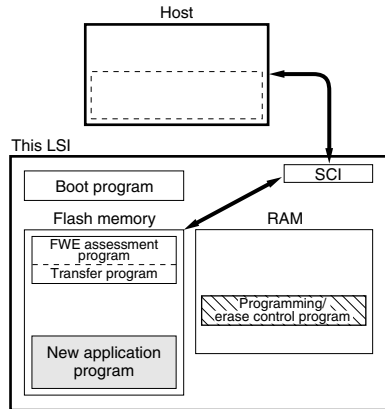 Host
This LSI
SCI
Boot program
Flash memory
RAM
FWE assessment
program
Transfer program
Programming/
erase control program
New application
program